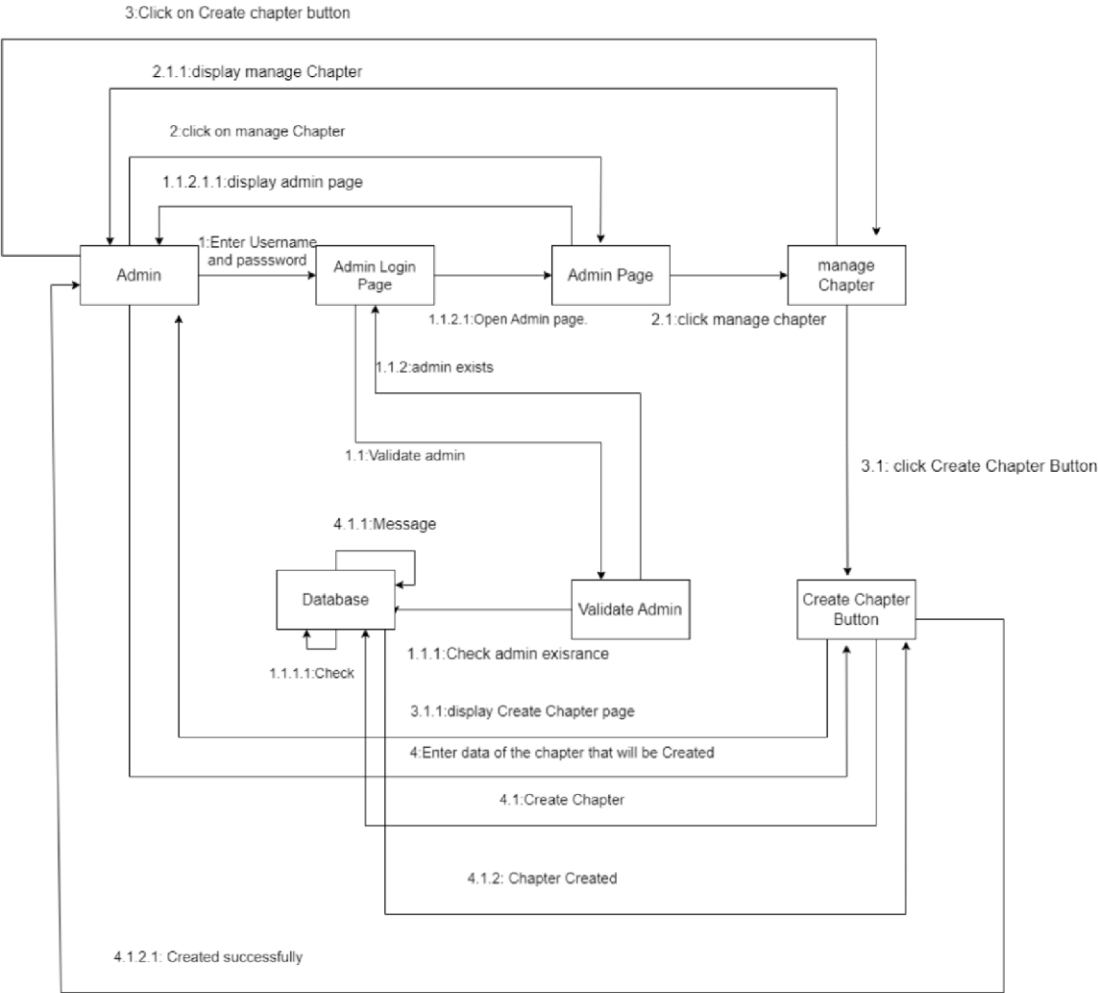 3:Click on Create chapter button
2.1.1:display manage Chapter
2:click on manage Chapter
1.1.2.1.1:display admin page
1:Enter Username
and passsword
Admin
Admin Login
Page
Admin Page
manage
Chapter
1.1.2.1:Open Admin page.
2.1:click manage chapter
1.1.2:admin exists
1.1:Validate admin
3.1: click Create Chapter Button
4.1.1:Message
Database
Validate Admin
Create Chapter
Button
1.1.1:Check admin exisrance
1.1.1.1:Check
3.1.1:display Create Chapter page
4:Enter data of the chapter that will be Created
4.1:Create Chapter
4.1.2: Chapter Created
4.1.2.1: Created successfully